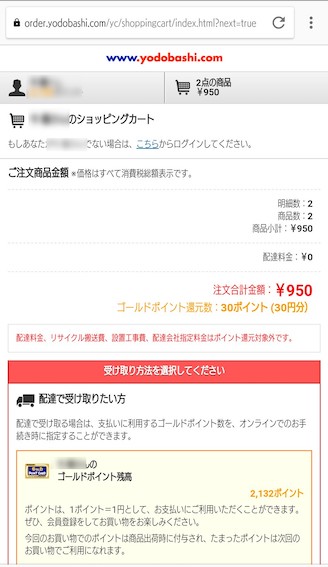 order.yodobashi.com/yc/shoppingcart/index.html?next=true
www.yodobashi.com
2点の商品
￥950
のショッピングカート
もしあなた でない場合は、こちらからログインしてください。
ご注文商品金額 ※価格はすべて消費税総額表示です。
明細数：2
商品数：2
商品小計：￥950
配達料金：￥0
注文合計金額：￥950
ゴールドポイント還元数：30ポイント (30円分)
配達料金、リサイクル搬送費、設置工事費、配達会社指定料金はポイント還元対象外です。
受け取り方法を選択してください
配達で受け取りたい方
配達で受け取る場合は、支払いに利用するゴールドポイント数を、オンラインでのお手
続き時に指定することができます。
の
ゴールドポイント残高
2,132ポイント
ポイントは、1ポイント＝1円として、お支払いにご利用いただくことができます。
ぜひ、会員登録をしてお買い物をお楽しみください。
今回のお買い物でのポイントは商品出荷時に付与され、たまったポイントは次回の
お買い物でご利用になれます。